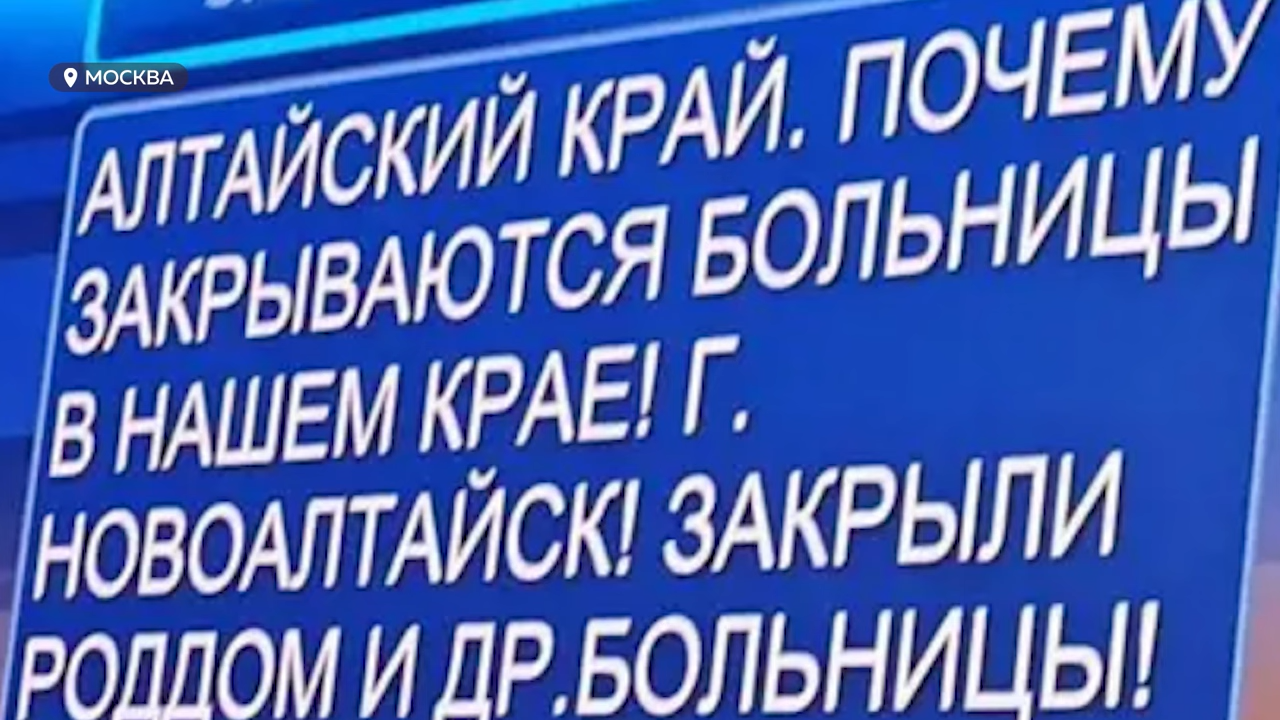 МОСКВА
АЛТАЙСКИЙ КРАЙ. ПОЧЕМУ
ЗАКРЫВАЮТСЯ БОЛЬНИЦЫ
В НАШЕМ КРАЕ! Г.
НОВОАЛТАЙСК! ЗАКРЫЛИ
РОДДОМ И ДР.БОЛЬНИЦЫ!